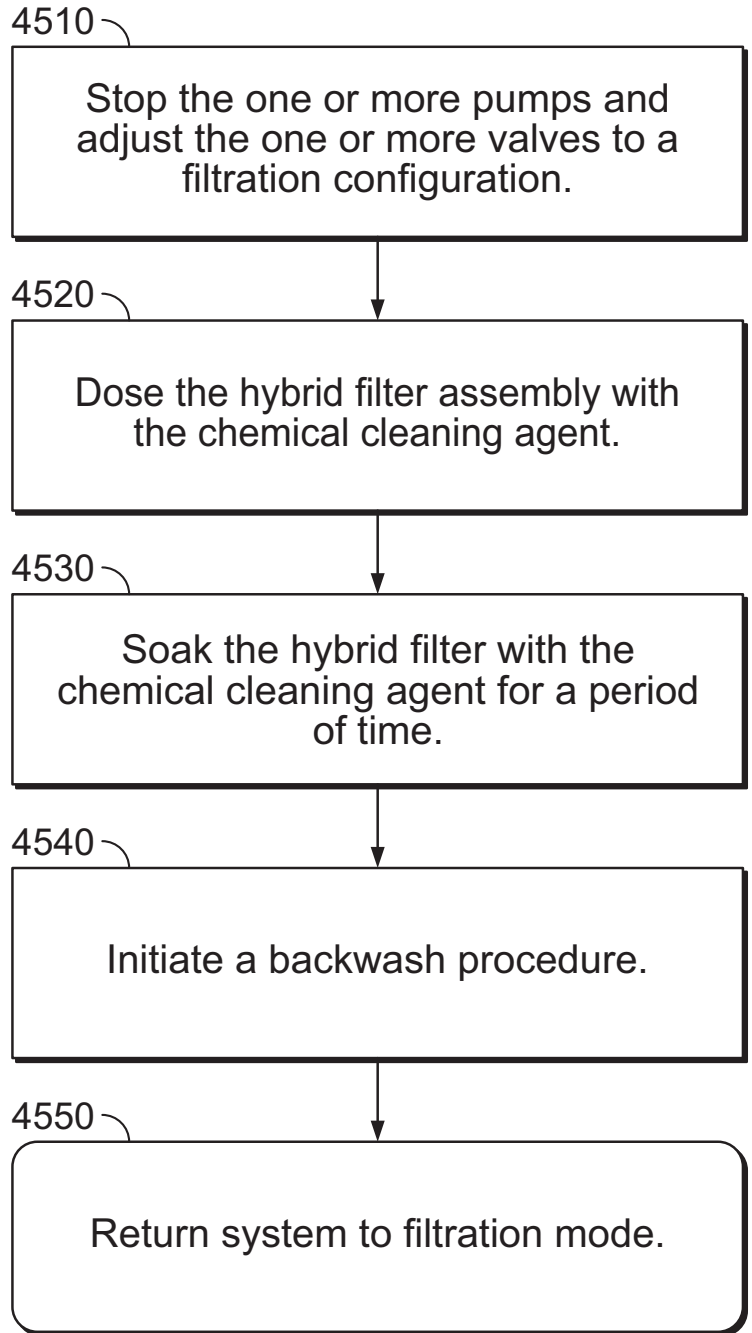 4510
Stop the one or more pumps and
adjust the one or more valves to a
filtration configuration.
4520
Dose the hybrid filter assembly with
the chemical cleaning agent.
4530
Soak the hybrid filter with the
chemical cleaning agent for a period
of time.
4540
Initiate a backwash procedure.
4550
Return system to filtration mode.